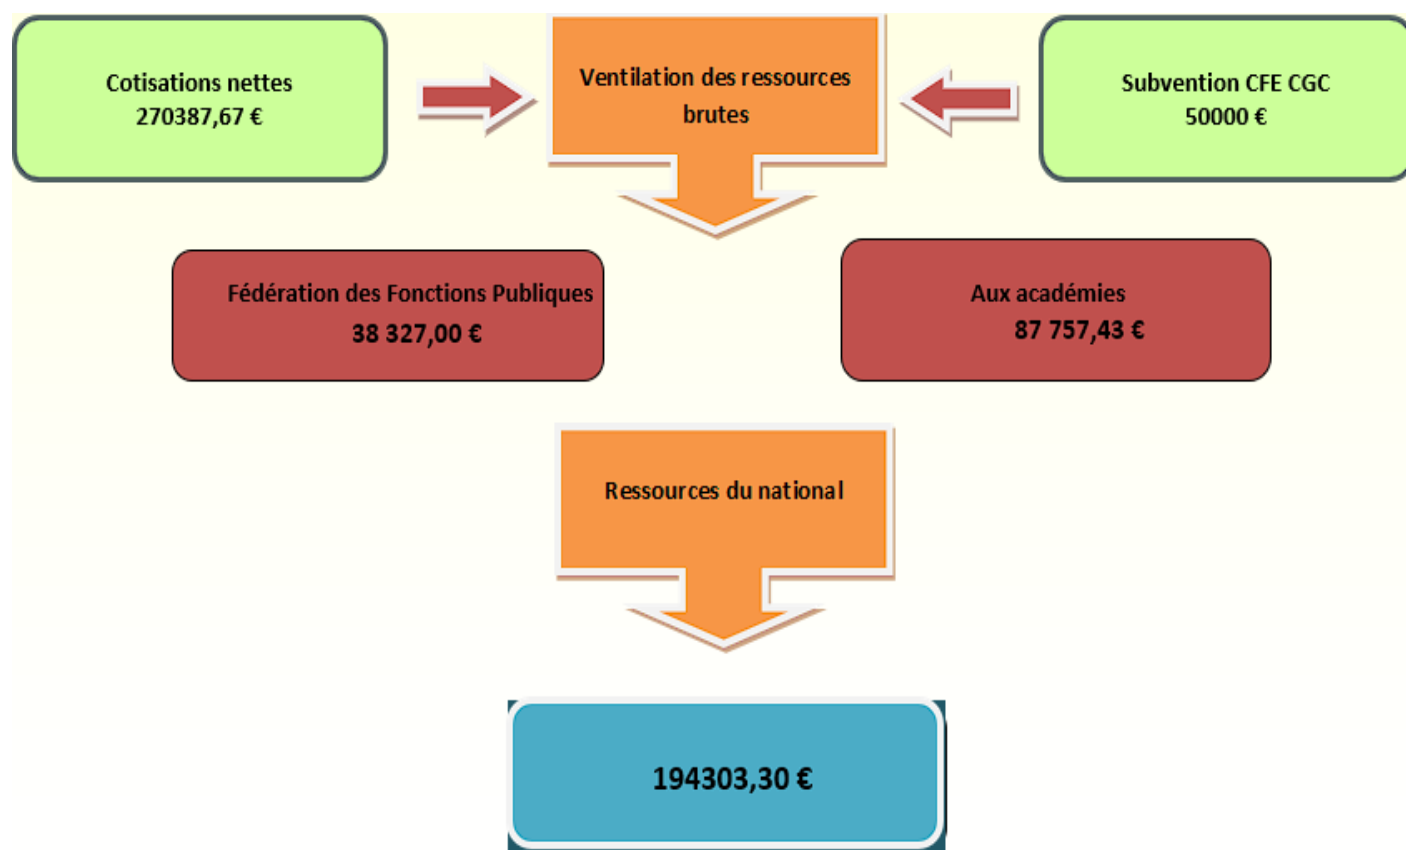 Cotisations nettes
270387,67 €
Ventilation des ressources
brutes
Subvention CFE CGC
50000 €
Fédération des Fonctions Publiques
38 327,00 €
Aux académies
87 757,43 €
Ressources du national
194303,30 €